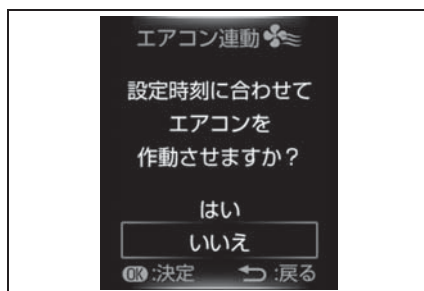 エアコン連動
設定時刻に合わせて
エアコンを
作動させますか？
はい
いいえ
OK:決定 :戻る